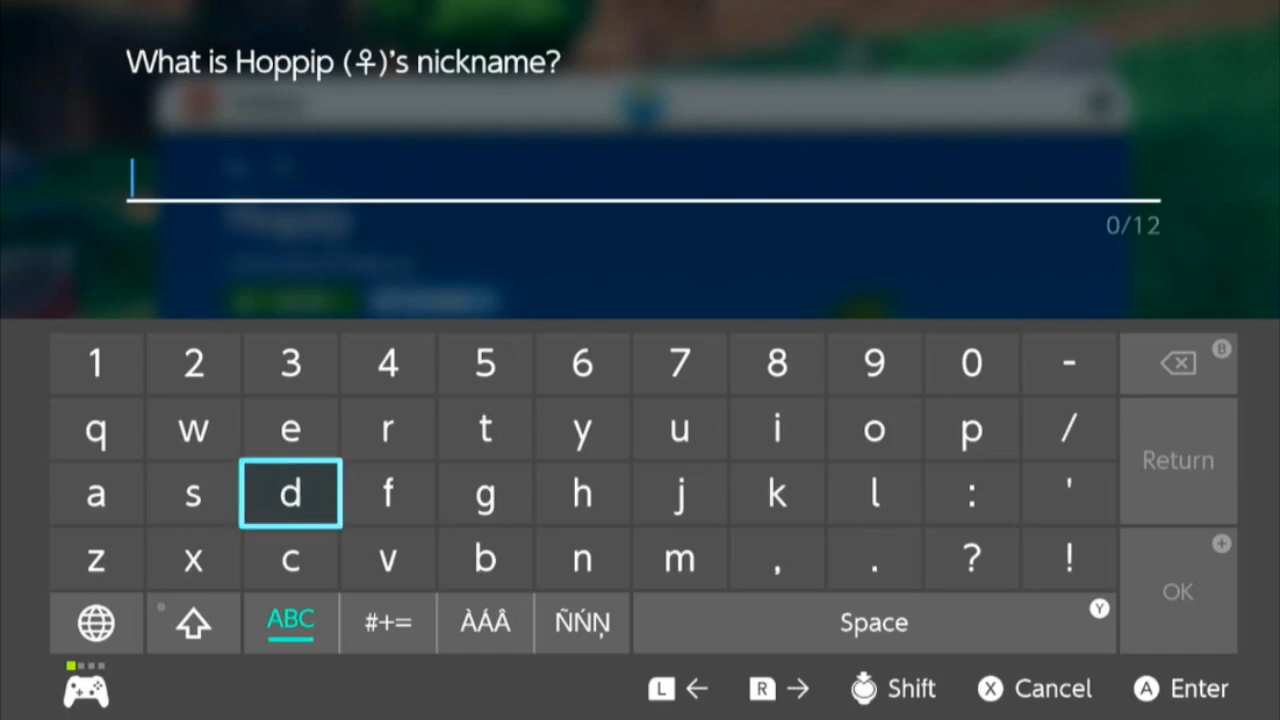 What is Hoppip (♀)'s nickname?
0/12
1 2 3 4 5 6 7 8 9 0 -
q w e r t y u i o p /
Return
a s d f g h j k l : '
z x c v b n m , . ? !
OK
ABC #+= ÀÁÂ ÑŃŅ Space Y
L ← R → Shift X Cancel A Enter